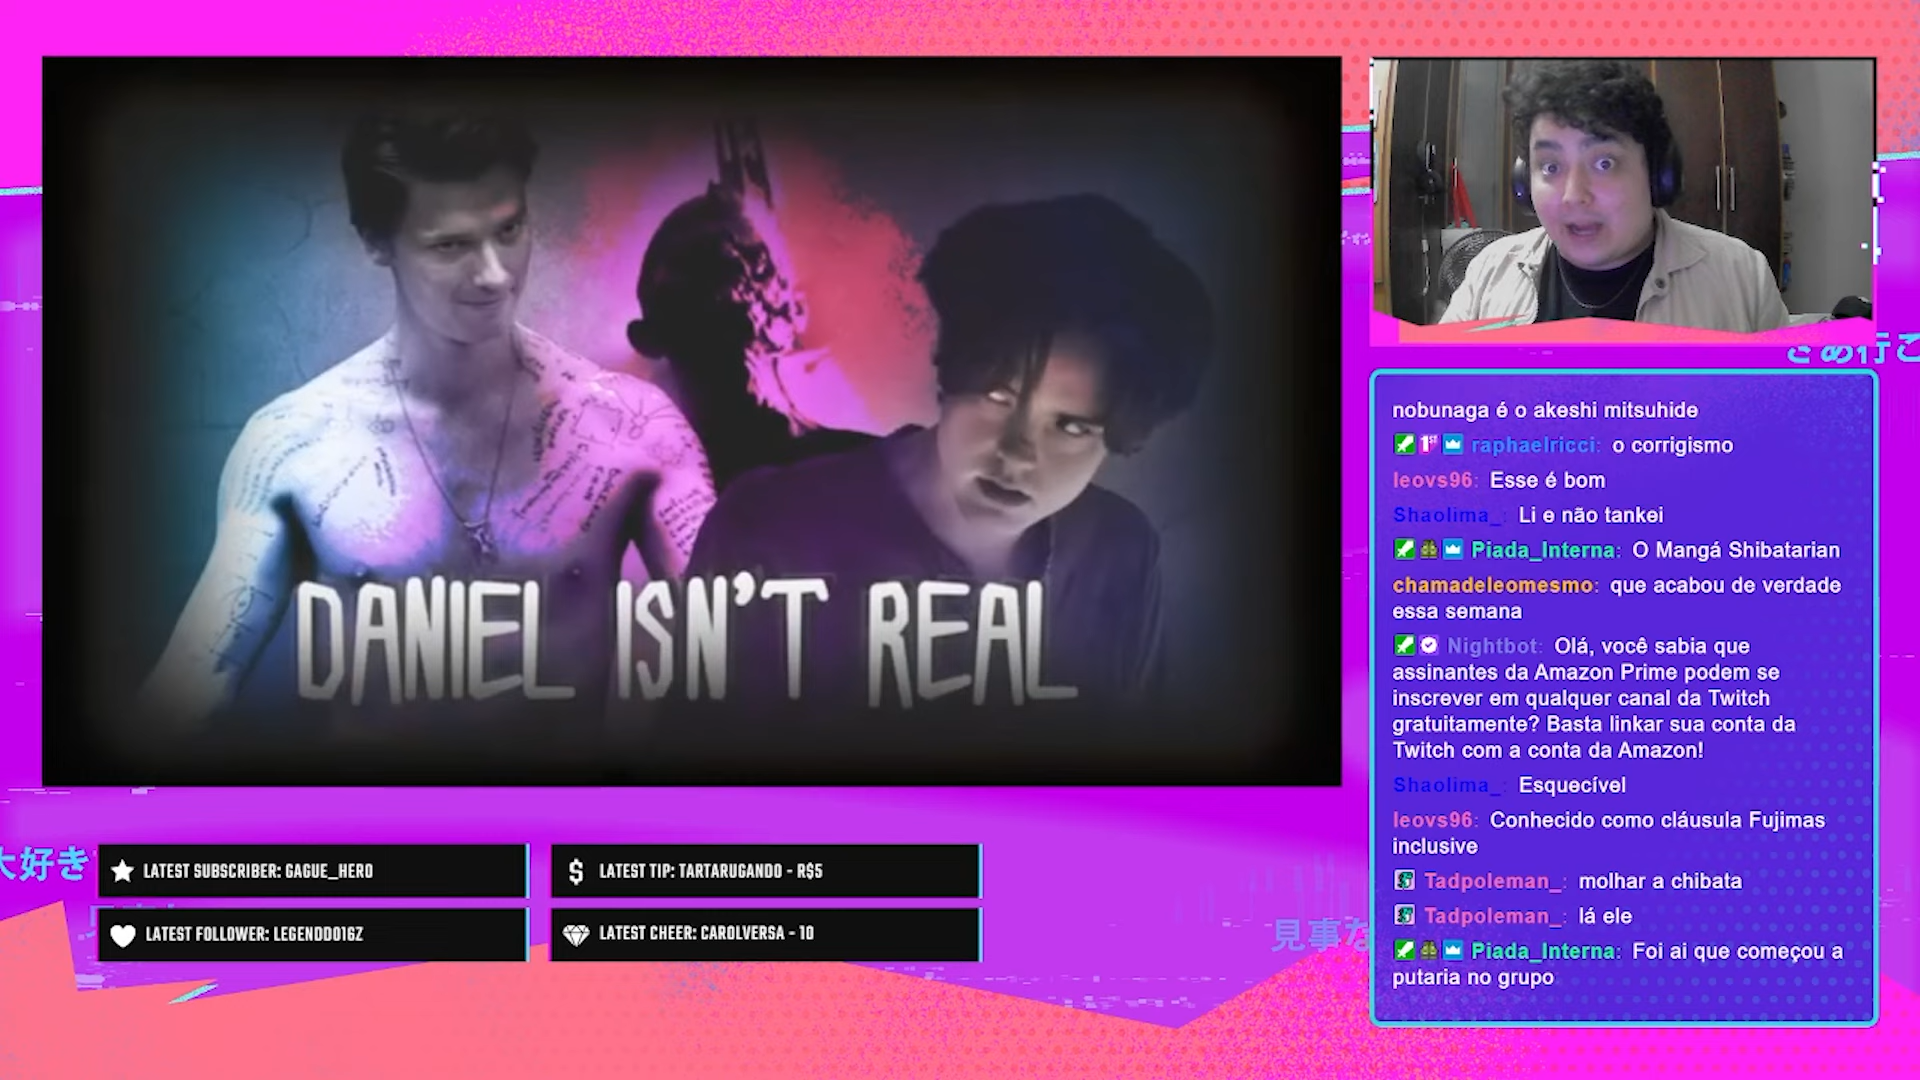 DANIEL ISN'T REAL
さめ行こ
nobunaga é o akeshi mitsuhide
raphaelricci: o corrigismo
leovs96: Esse é bom
Shaolima_: Li e não tankei
Piada_Interna: O Mangá Shibatarian
chamadeleomesmo: que acabou de verdade
essa semana
Nightbot: Olá, você sabia que
assinantes da Amazon Prime podem se
inscrever em qualquer canal da Twitch
gratuitamente? Basta linkar sua conta da
Twitch com a conta da Amazon!
Shaolima_: Esquecível
leovs96: Conhecido como cláusula Fujimas
inclusive
Tadpoleman_: molhar a chibata
Tadpoleman_: lá ele
Piada_Interna: Foi ai que começou a
putaria no grupo
大好き
LATEST SUBSCRIBER: GAGUE_HERO
LATEST TIP: TARTARUGANDO - R$5
LATEST FOLLOWER: LEGENDD016Z
LATEST CHEER: CAROLVERSA - 10
見事な